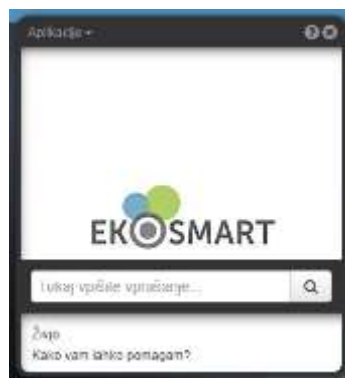 Aplikacije
EKOSMART
Tukaj vpišite vprašanje...
Živjo
Kako vam lahko pomagam?